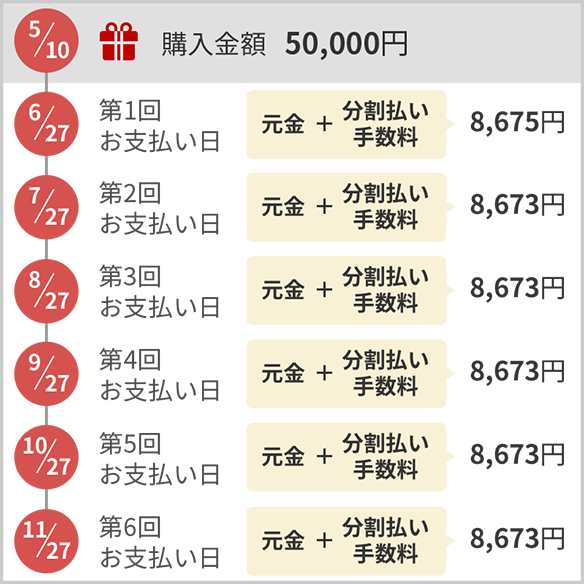 5/10 購入金額 50,000円
6/27 第1回 お支払い日 元金 + 分割払い 手数料 8,675円
7/27 第2回 お支払い日 元金 + 分割払い 手数料 8,673円
8/27 第3回 お支払い日 元金 + 分割払い 手数料 8,673円
9/27 第4回 お支払い日 元金 + 分割払い 手数料 8,673円
10/27 第5回 お支払い日 元金 + 分割払い 手数料 8,673円
11/27 第6回 お支払い日 元金 + 分割払い 手数料 8,673円